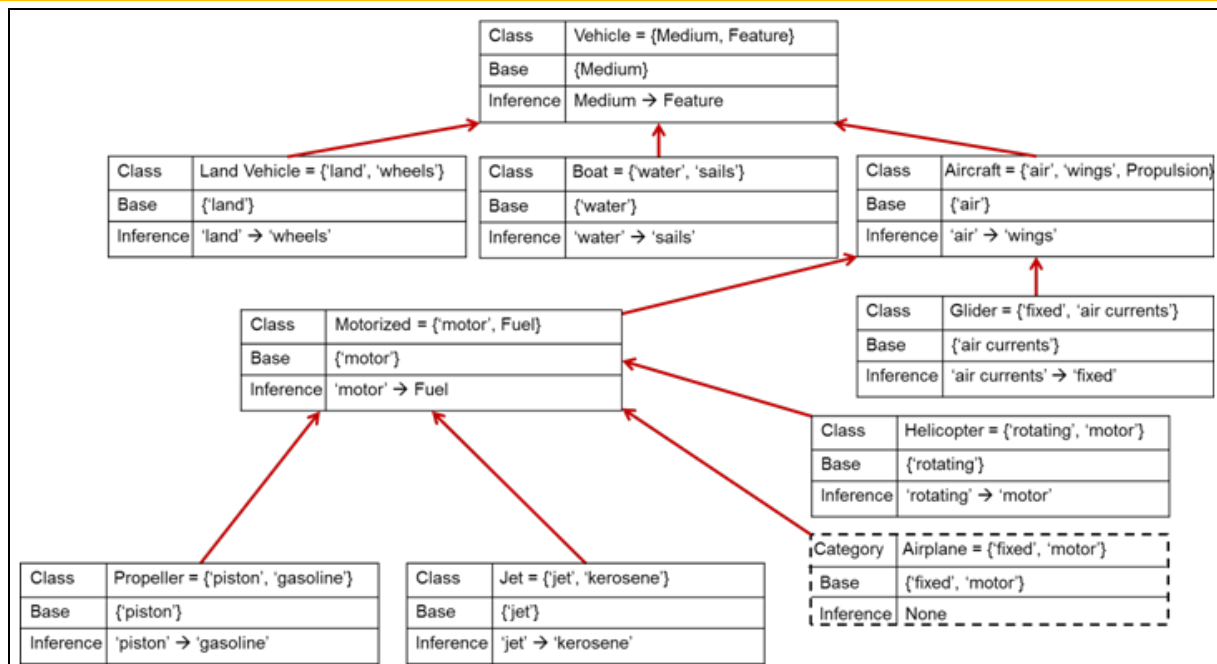 Class Vehicle = {Medium, Feature}
Base {Medium}
Inference Medium → Feature
Class Land Vehicle = {'land', 'wheels'}
Base {'land'}
Inference 'land' → 'wheels'
Class Boat = {'water', 'sails'}
Base {'water'}
Inference 'water' → 'sails'
Class Aircraft = {'air', 'wings', Propulsion}
Base {'air'}
Inference 'air' → 'wings'
Class Motorized = {'motor', Fuel}
Base {'motor'}
Inference 'motor' → Fuel
Class Glider = {'fixed', 'air currents'}
Base {'air currents'}
Inference 'air currents' → 'fixed'
Class Helicopter = {'rotating', 'motor'}
Base {'rotating'}
Inference 'rotating' → 'motor'
Category Airplane = {'fixed', 'motor'}
Base {'fixed', 'motor'}
Inference None
Class Propeller = {'piston', 'gasoline'}
Base {'piston'}
Inference 'piston' → 'gasoline'
Class Jet = {'jet', 'kerosene'}
Base {'jet'}
Inference 'jet' → 'kerosene'